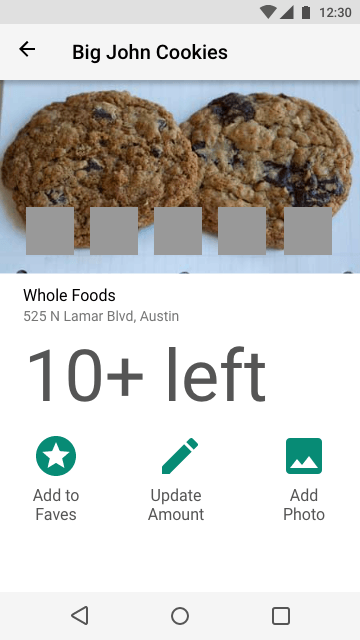 12:30
Big John Cookies
Whole Foods
525 N Lamar Blvd, Austin
10+ left
Add to
Faves
Update
Amount
Add
Photo